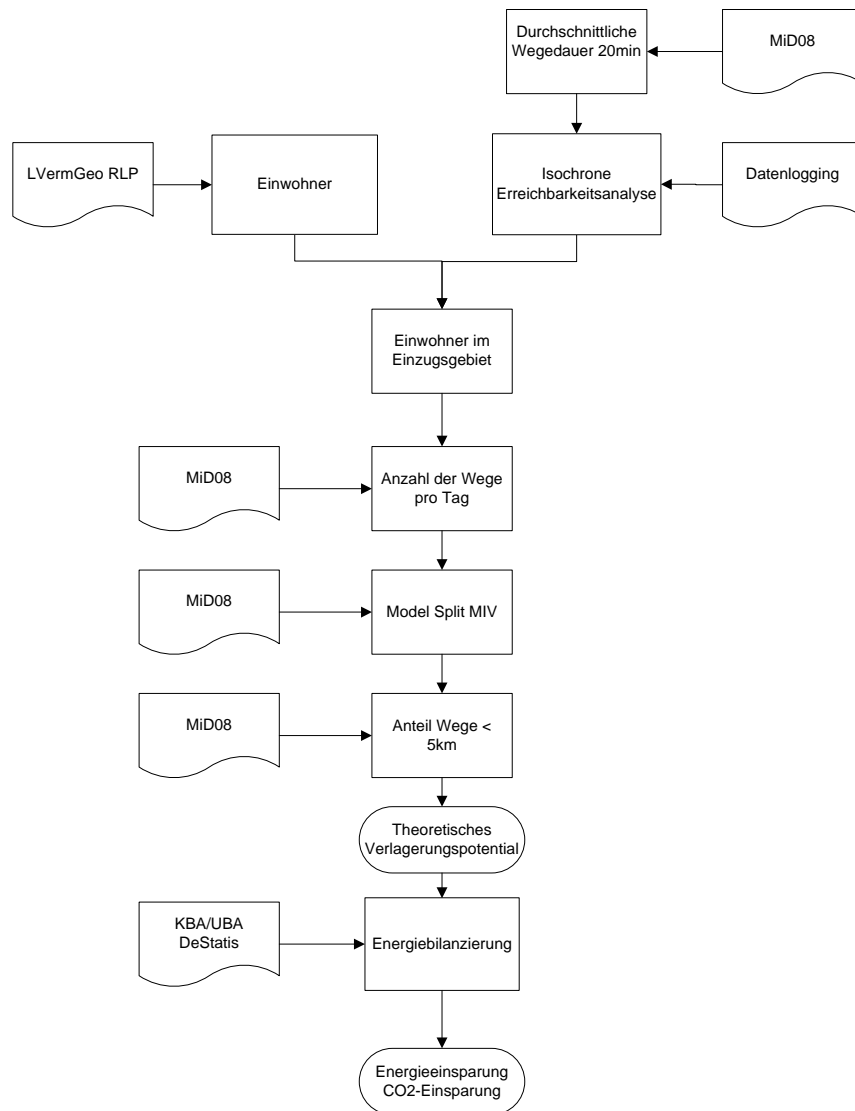 Durchschnittliche
Wegedauer 20min
MiD08
LVermGeo RLP
Einwohner
Isochrone
Erreichbarkeitsanalyse
Datenlogging
Einwohner im
Einzugsgebiet
MiD08
Anzahl der Wege
pro Tag
MiD08
Model Split MIV
MiD08
Anteil Wege <
5km
Theoretisches
Verlagerungspotential
KBA/UBA
DeStatis
Energiebilanzierung
Energieeinsparung
CO2-Einsparung